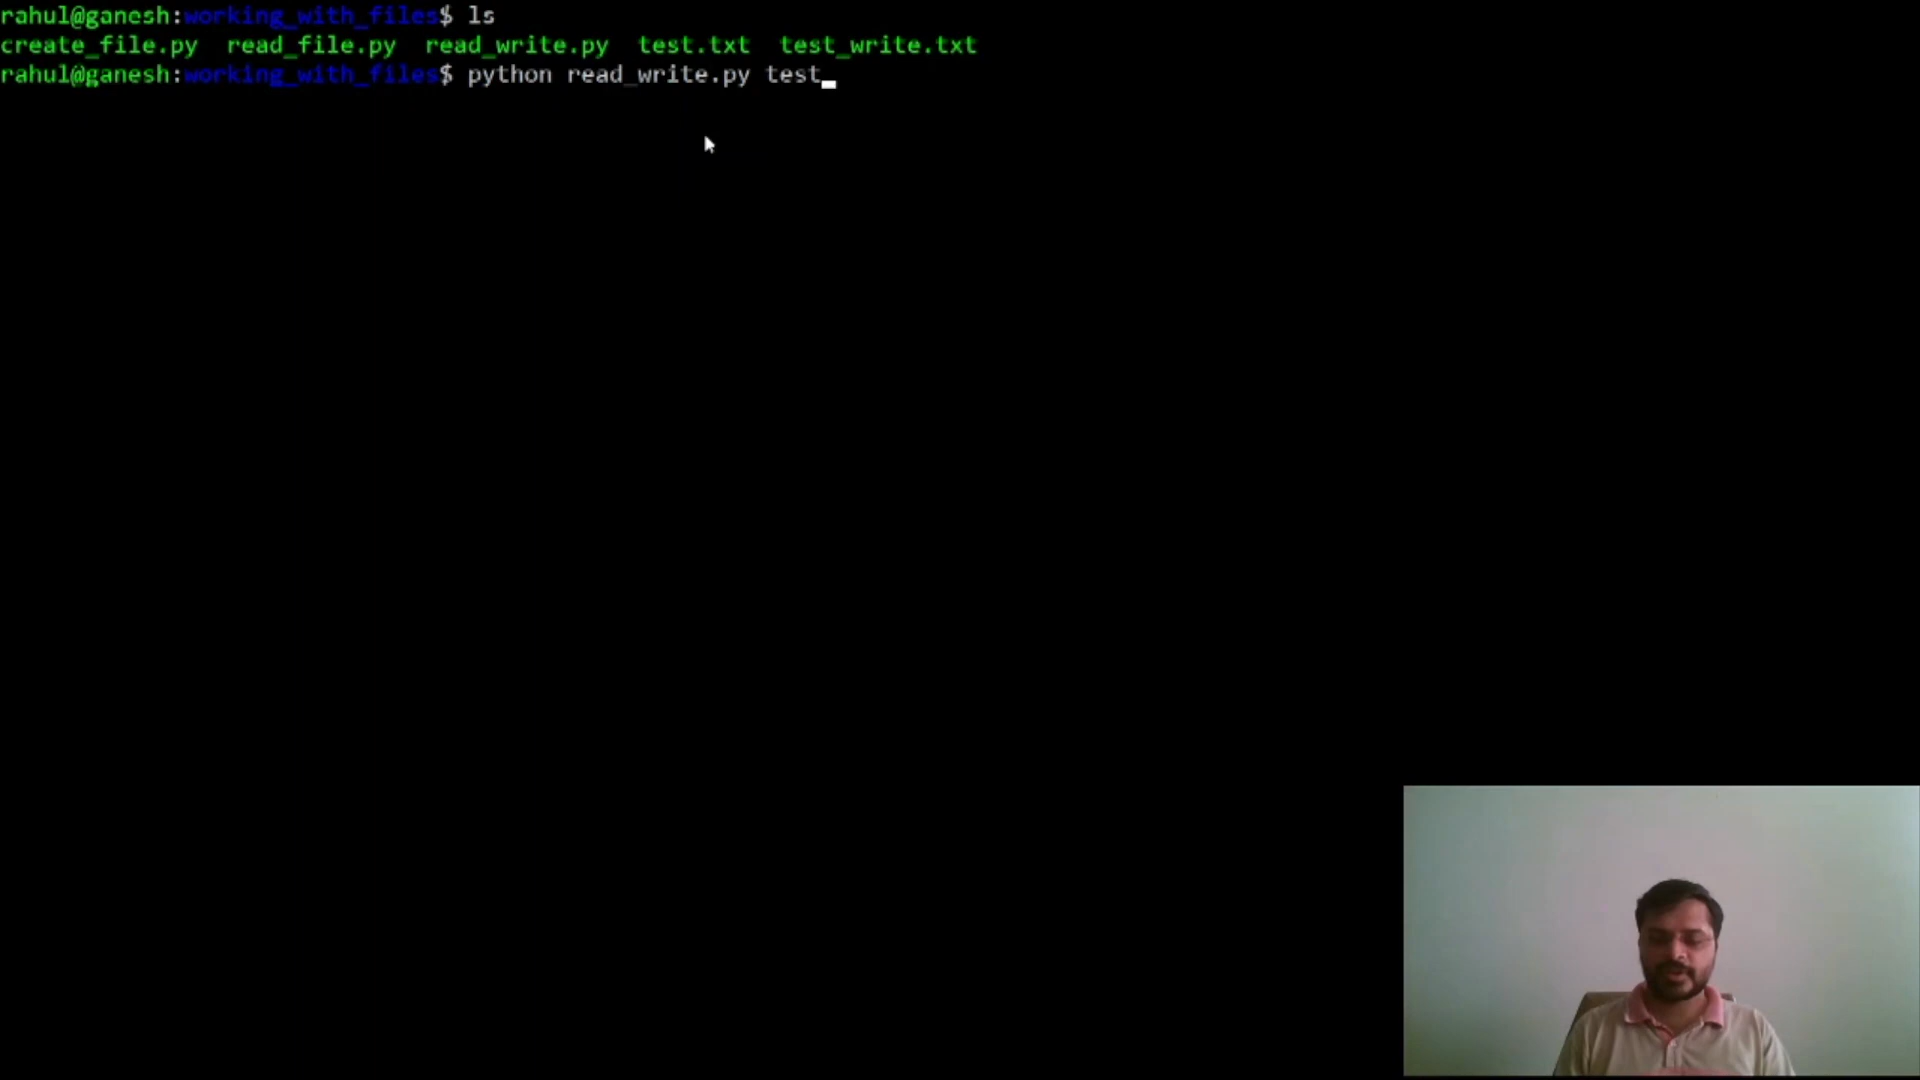 rahul@ganesh:working_with_files$ ls
create_file.py  read_file.py  read_write.py  test.txt  test_write.txt
rahul@ganesh:working_with_files$ python read_write.py test